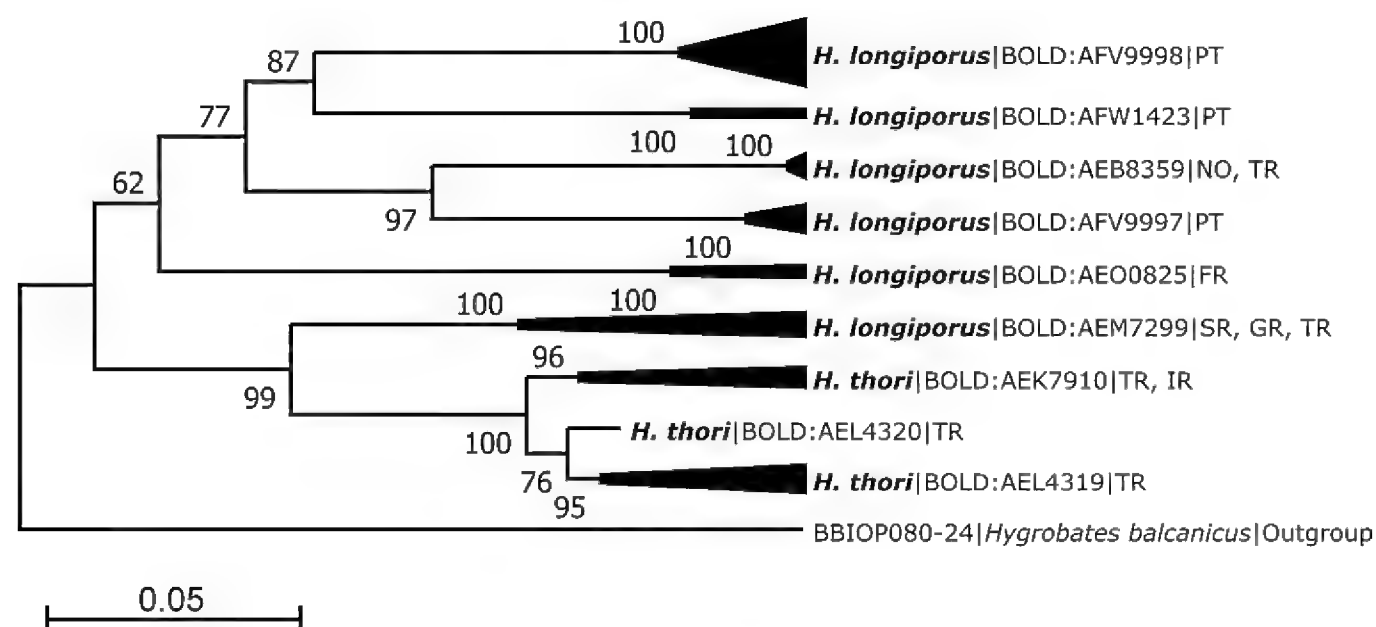 100
H. longiporus|BOLD:AFV9998|PT
87
77
H. longiporus|BOLD:AFW1423|PT
100
100
H. longiporus|BOLD:AEB8359|NO, TR
62
97
H. longiporus|BOLD:AFV9997|PT
100
H. longiporus|BOLD:AEO0825|FR
100
100
H. longiporus|BOLD:AEM7299|SR, GR, TR
96
H. thori|BOLD:AEK7910|TR, IR
99
H. thori|BOLD:AEL4320|TR
100
76
H. thori|BOLD:AEL4319|TR
95
BBIOP080-24|Hygrobates balcanicus|Outgroup
0.05